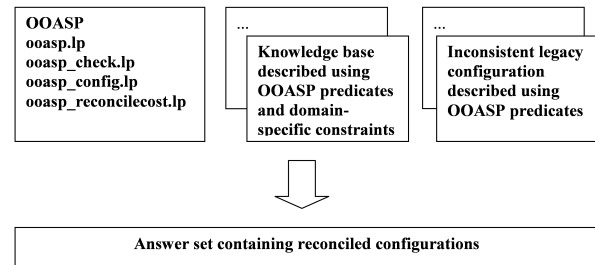 OOASP
ooasp.lp
ooasp_check.lp
ooasp_config.lp
ooasp_reconcilecost.lp
...
Knowledge base
described using
OOASP predicates
and domain-
specific constraints
...
Inconsistent legacy
configuration
described using
OOASP predicates
Answer set containing reconciled configurations